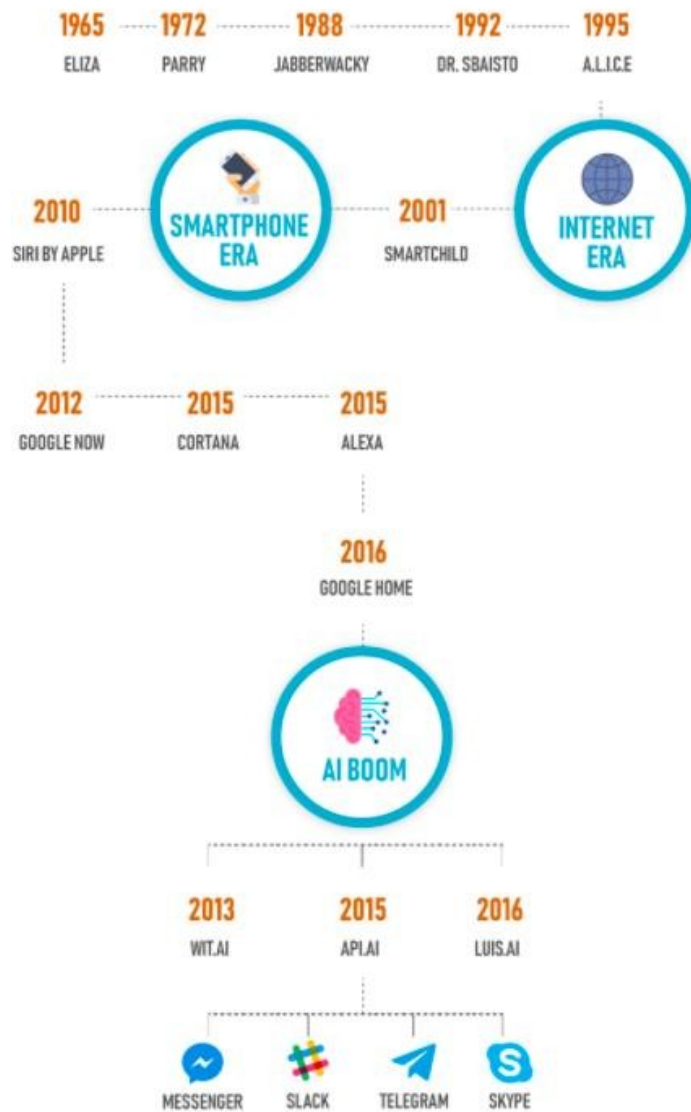 1965 1972 1988 1992 1995
ELIZA PARRY JABBERWACKY DR. SBAISTO A.L.I.C.E
2010 SMARTPHONE ERA 2001 INTERNET ERA
SIRI BY APPLE SMARTCHILD
2012 2015 2015
GOOGLE NOW CORTANA ALEXA
2016
GOOGLE HOME
AI BOOM
2013 2015 2016
WIT.AI API.AI LUIS.AI
MESSENGER SLACK TELEGRAM SKYPE